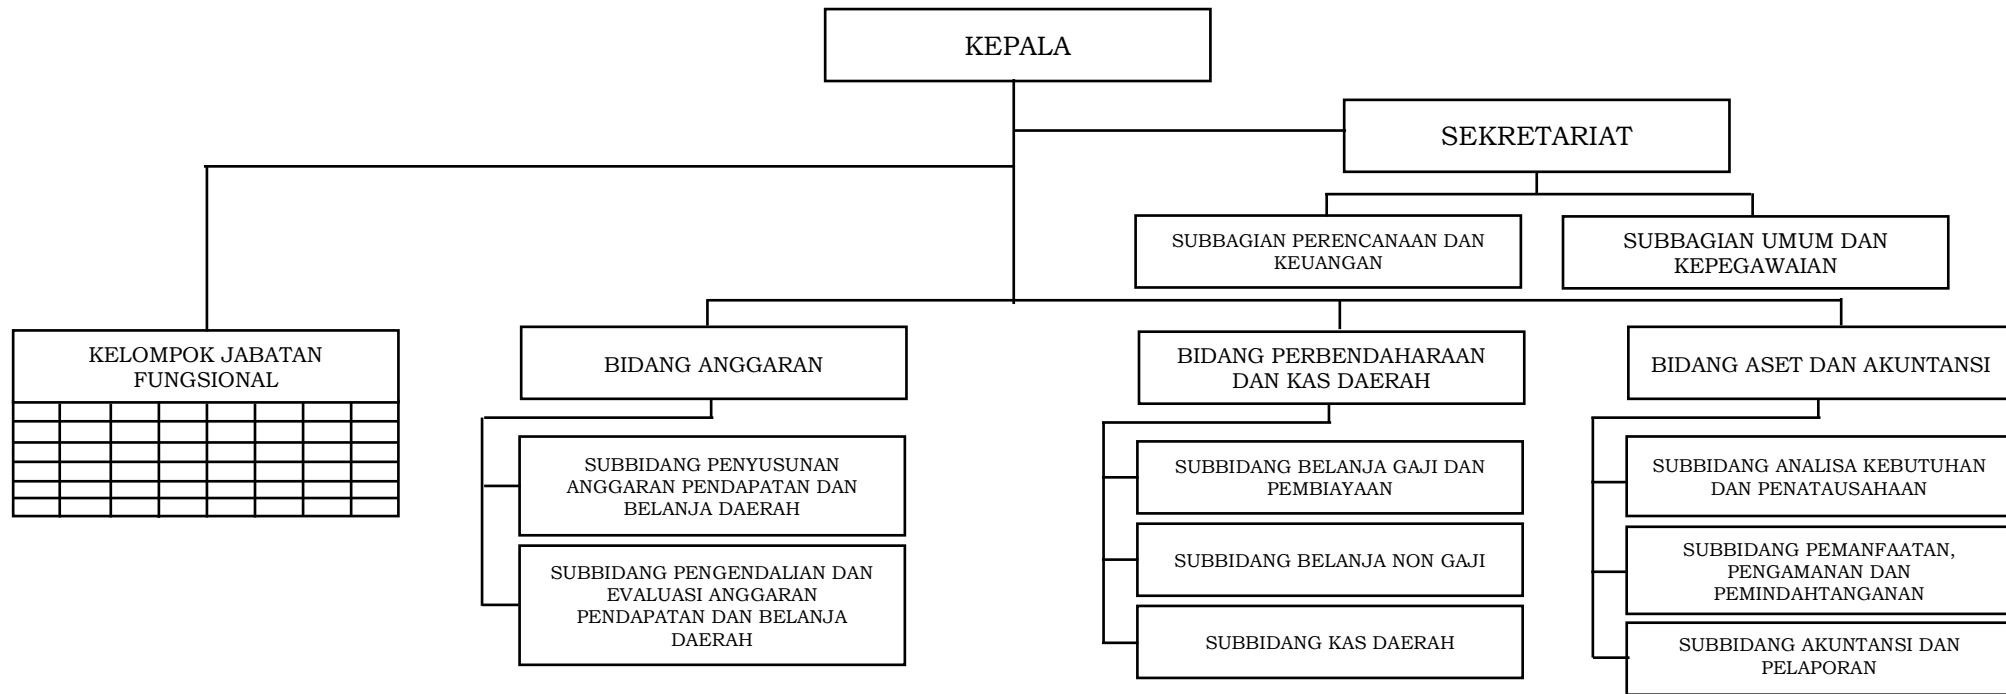 KEPALA
SEKRETARIAT
SUBBAGIAN PERENCANAAN DAN
KEUANGAN
SUBBAGIAN UMUM DAN
KEPEGAWAIAN
KELOMPOK JABATAN
FUNGSIONAL
BIDANG ANGGARAN
SUBBIDANG PENYUSUNAN
ANGGARAN PENDAPATAN DAN
BELANJA DAERAH
SUBBIDANG PENGENDALIAN DAN
EVALUASI ANGGARAN
PENDAPATAN DAN BELANJA
DAERAH
BIDANG PERBENDAHARAAN
DAN KAS DAERAH
SUBBIDANG BELANJA GAJI DAN
PEMBIAYAAN
SUBBIDANG BELANJA NON GAJI
SUBBIDANG KAS DAERAH
BIDANG ASET DAN AKUNTANSI
SUBBIDANG ANALISA KEBUTUHAN
DAN PENATAUSAHAAN
SUBBIDANG PEMANFAATAN,
PENGAMANAN DAN
PEMINDAHTANGANAN
SUBBIDANG AKUNTANSI DAN
PELAPORAN